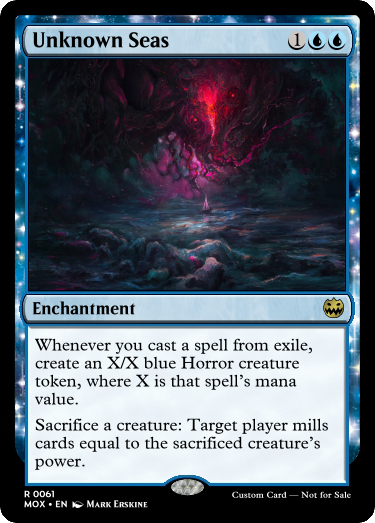 Unknown Seas 1
Enchantment
Whenever you cast a spell from exile,
create an X/X blue Horror creature
token, where X is that spell's mana
value.
Sacrifice a creature: Target player mills
cards equal to the sacrificed creature's
power.
R 0061
MOX • EN Mark Erskine
Custom Card — Not for Sale